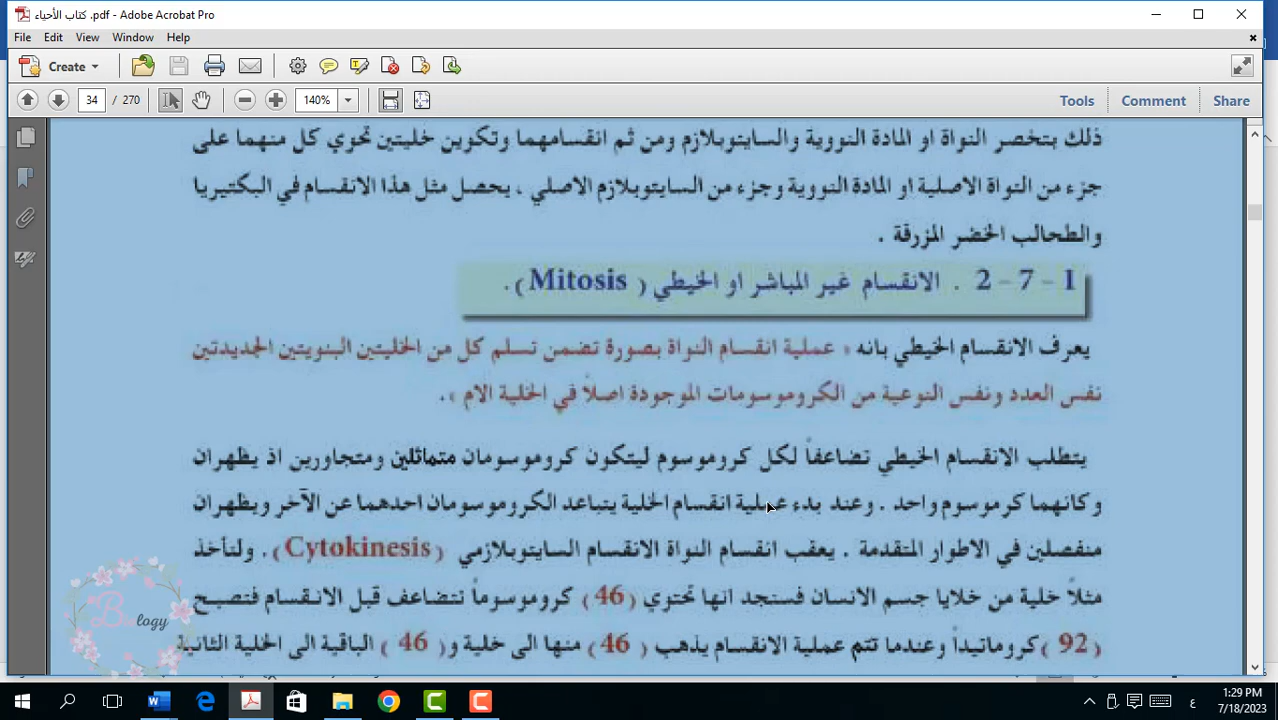 كتاب الأحياء .pdf - Adobe Acrobat Pro
File Edit View Window Help
Create
34 / 270 140% Tools Comment Share
ذلك بتخصر النواة او المادة النووية والسايتوبلازم ومن ثم انقسامهما وتكوين خليتين تحوي كل منهما على
جزء من النواة الاصلية او المادة النووية وجزء من السايتوبلازم الاصلي . يحصل مثل هذا الانقسام في البكتيريا
والطحالب الخضر المزرقة .
1 - 7 - 2 . الانقسام غير المباشر او الخيطي ( Mitosis ) .
يعرف الانقسام الخيطي بانه « عملية انقسام النواة بصورة تضمن تسلم كل من الخليتين البنويتين الجديدتين
نفس العدد ونفس النوعية من الكروموسومات الموجودة اصلاً في الخلية الام » .
يتطلب الانقسام الخيطي تضاعفاً لكل كروموسوم ليتكون كروموسومان متماثلين ومتجاورين اذ يظهران
وكانهما كرموسوم واحد . وعند بدء عملية انقسام الخلية يتباعد الكروموسومان احدهما عن الآخر ويظهران
منفصلين في الاطوار المتقدمة . يعقب انقسام النواة الانقسام السايتوبلازمي ( Cytokinesis ) . ولنأخذ
مثلاً خلية من خلايا جسم الانسان فسنجد انها تحتوي ( 46 ) كروموسوماً تتضاعف قبل الانقسام فتصبح
( 92 ) كروماتيداً وعندما تتم عملية الانقسام يذهب ( 46 ) منها الى خلية و ( 46 ) الباقية الى الخلية الثانية
Biology
ع
1:29 PM
7/18/2023